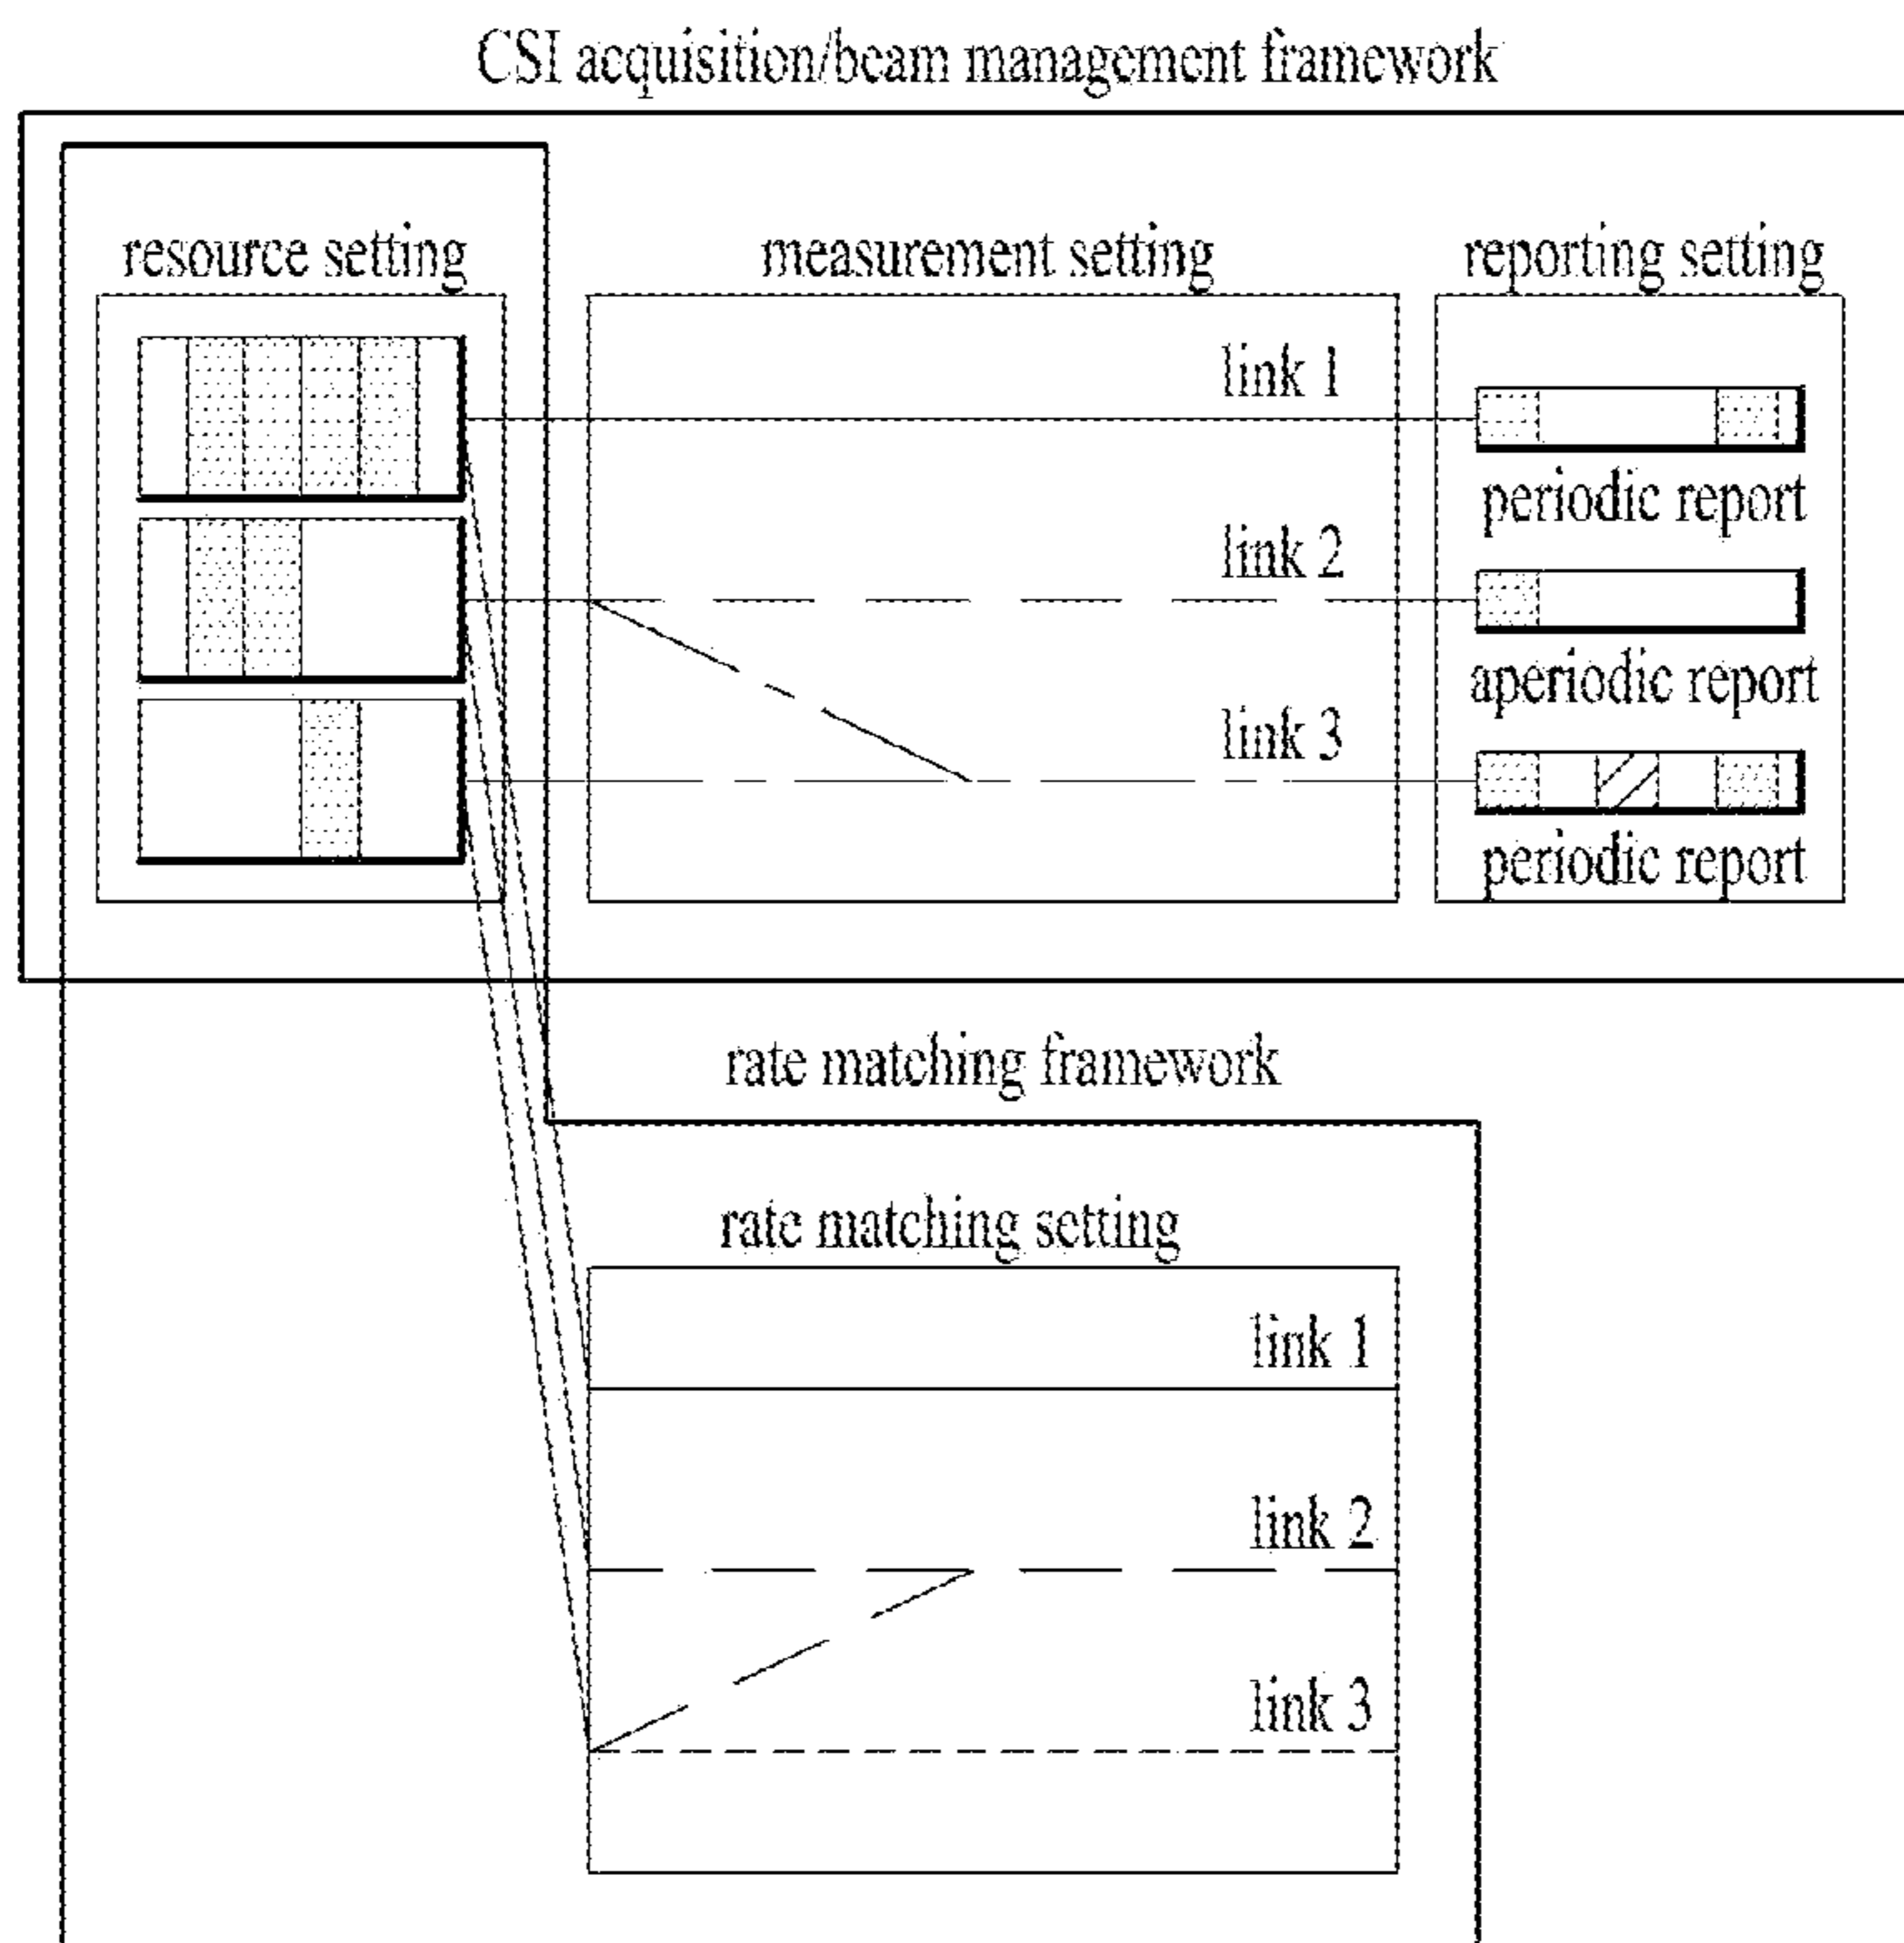 CSI acquisition/beam management framework
resource setting
measurement setting
reporting setting
link 1
periodic report
link 2
aperiodic report
link 3
periodic report
rate matching framework
rate matching setting
link 1
link 2
link 3